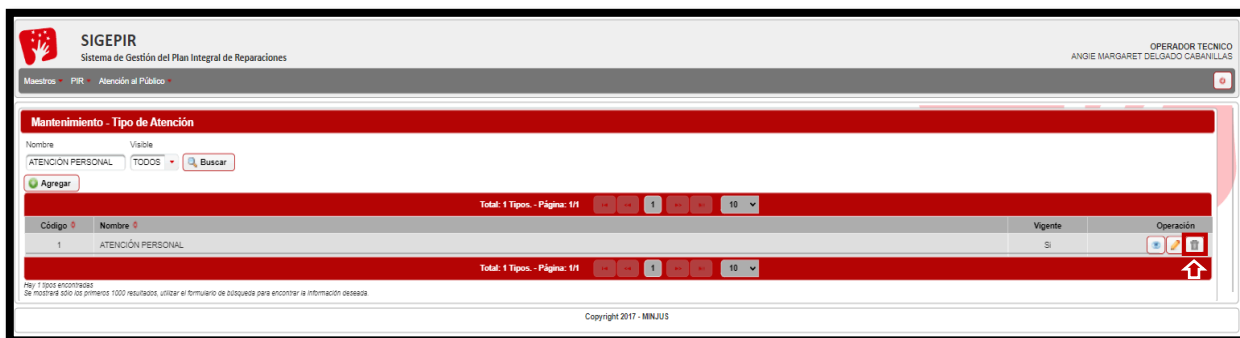 SIGEPIR
Sistema de Gestión del Plan Integral de Reparaciones
OPERADOR TECNICO
ANGIE MARGARET DELGADO CABANILLAS
Maestros PIR Atención al Público
Mantenimiento - Tipo de Atención
Nombre Visible
ATENCIÓN PERSONAL TODOS Buscar
Agregar
Total: 1 Tipos. - Página: 1/1 1 10
Código Nombre Vigente Operación
1 ATENCIÓN PERSONAL Si
Total: 1 Tipos. - Página: 1/1 1 10
Hay 1 tipos encontradas
Se mostrará sólo los primeros 1000 resultados, utilizar el formulario de búsqueda para encontrar la información deseada.
Copyright 2017 - MINJUS